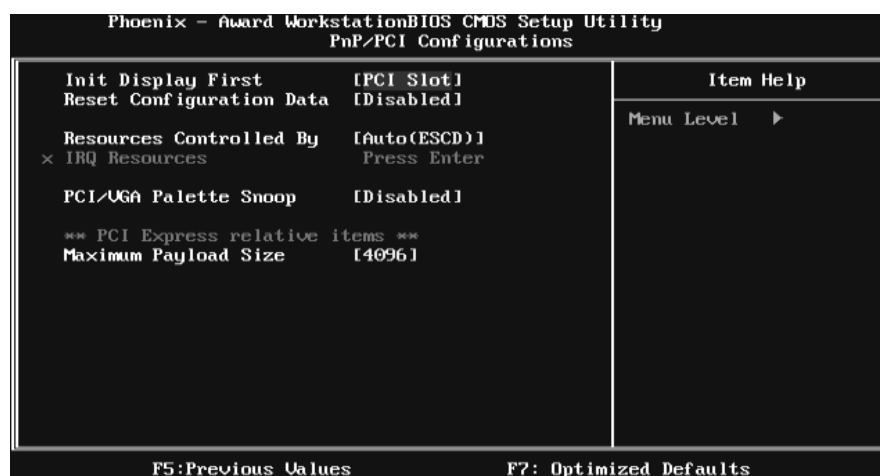 Phoenix - Award WorkstationBIOS CMOS Setup Utility
PnP/PCI Configurations
Init Display First [PCI Slot]
Reset Configuration Data [Disabled]
Resources Controlled By [Auto(ESCD)]
x IRQ Resources Press Enter
PCI/VGA Palette Snoop [Disabled]
** PCI Express relative items **
Maximum Payload Size [4096]
Item Help
Menu Level ▶
F5:Previous Values F7: Optimized Defaults